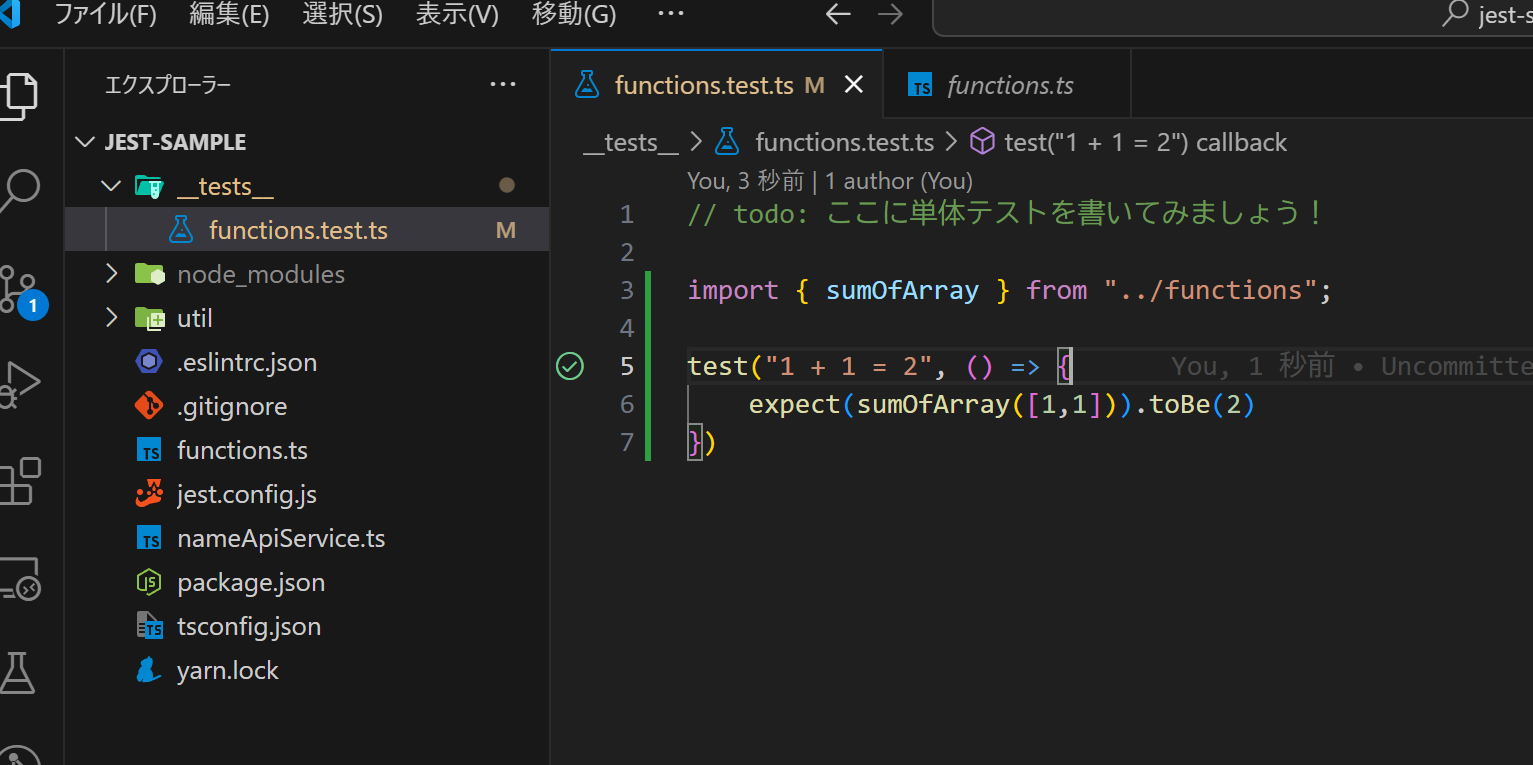 ファイル(F) 編集(E) 選択(S) 表示(V) 移動(G) ··· ← → jest-s
エクスプローラー ···
functions.test.ts M × TS functions.ts
JEST-SAMPLE
__tests__ > functions.test.ts > test("1 + 1 = 2") callback
You, 3 秒前 | 1 author (You)
__tests__
functions.test.ts M
node_modules
1
util
.eslintrc.json
.gitignore
TS functions.ts
jest.config.js
TS nameApiService.ts
JS package.json
TS tsconfig.json
yarn.lock
1 // todo: ここに単体テストを書いてみましょう！
2
3 import { sumOfArray } from "../functions";
4
5 test("1 + 1 = 2", () => { You, 1 秒前 • Uncommitte
6 expect(sumOfArray([1,1])).toBe(2)
7 })